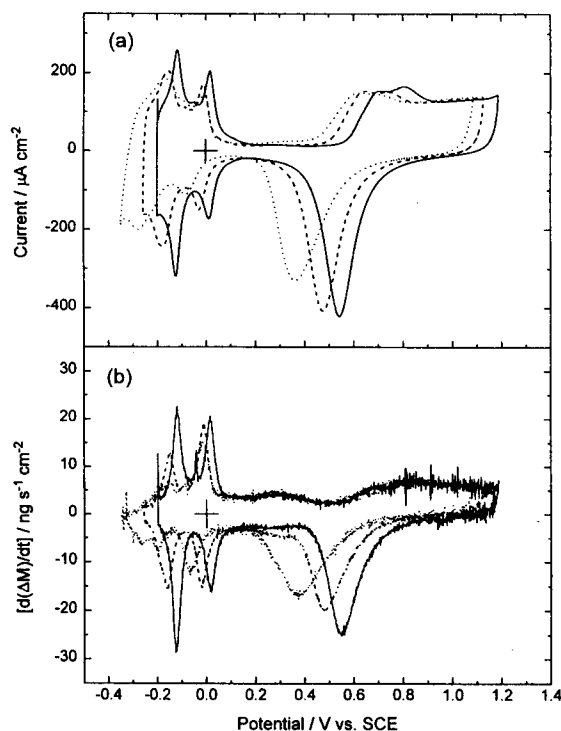 (a)
200
0
-200
-400
Current / µA cm⁻²
(b)
30
20
10
0
-10
-20
-30
[d(ΔM)/dt] / ng s⁻¹ cm⁻²
-0.4 -0.2 0.0 0.2 0.4 0.6 0.8 1.0 1.2 1.4
Potential / V vs. SCE